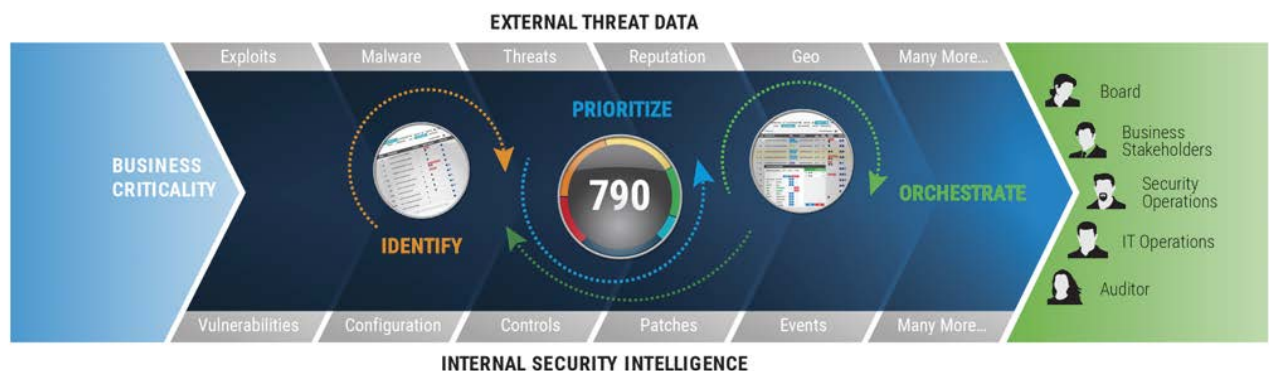 EXTERNAL THREAT DATA
Exploits
Malware
Threats
Reputation
Geo
Many More...
BUSINESS
CRITICALITY
IDENTIFY
PRIORITIZE
790
ORCHESTRATE
Board
Business
Stakeholders
Security
Operations
IT Operations
Auditor
Vulnerabilities
Configuration
Controls
Patches
Events
Many More...
INTERNAL SECURITY INTELLIGENCE